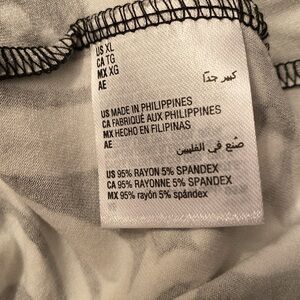 US XL
CA TG
MX XG
AE كبير جدًا
US MADE IN PHILIPPINES
CA FABRIQUÉ AUX PHILIPPINES
MX HECHO EN FILIPINAS
AE
صُنع في الفلبين
US 95% RAYON 5% SPANDEX
CA 95% RAYONNE 5% SPANDEX
MX 95% rayón 5% spándex